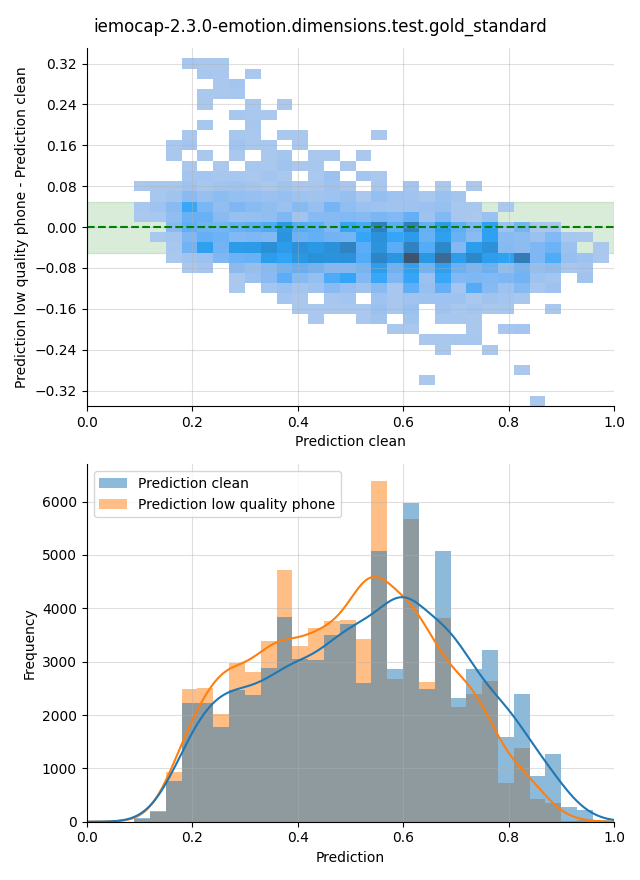 iemocap-2.3.0-emotion.dimensions.test.gold_standard
Prediction low quality phone - Prediction clean
0.32
0.24
0.16
0.08
0.00
−0.08
−0.16
−0.24
−0.32
0.0 0.2 0.4 0.6 0.8 1.0
Prediction clean
Prediction clean
Prediction low quality phone
Frequency
6000
5000
4000
3000
2000
1000
0
0.0 0.2 0.4 0.6 0.8 1.0
Prediction